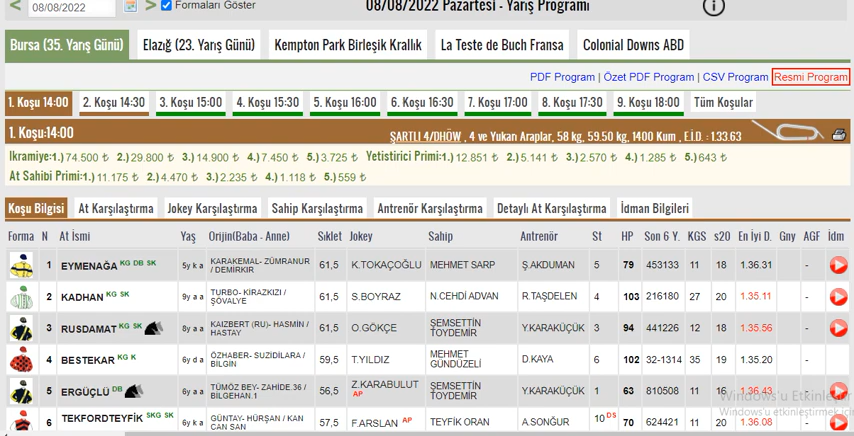 < 08/08/2022 > Formaları Göster 08/08/2022 Pazartesi - Yarış Programı
Bursa (35. Yarış Günü) Elazığ (23. Yarış Günü) Kempton Park Birleşik Krallık La Teste de Buch Fransa Colonial Downs ABD
PDF Program | Özet PDF Program | CSV Program Resmi Program
1. Koşu 14:00 2. Koşu 14:30 3. Koşu 15:00 4. Koşu 15:30 5. Koşu 16:00 6. Koşu 16:30 7. Koşu 17:00 8. Koşu 17:30 9. Koşu 18:00 Tüm Koşular
1. Koşu:14:00 ŞARTLI 4/DHÖW , 4 ve Yukarı Araplar, 58 kg, 59.50 kg, 1400 Kum , E.İ.D. : 1.33.63
Ikramiye:1.) 74.500 ₺ 2.) 29.800 ₺ 3.) 14.900 ₺ 4.) 7.450 ₺ 5.) 3.725 ₺ Yetistirici Primi:1.) 12.851 ₺ 2.) 5.141 ₺ 3.) 2.570 ₺ 4.) 1.285 ₺ 5.) 643 ₺
At Sahibi Primi:1.) 11.175 ₺ 2.) 4.470 ₺ 3.) 2.235 ₺ 4.) 1.118 ₺ 5.) 559 ₺
Koşu Bilgisi At Karşılaştırma Jokey Karşılaştırma Sahip Karşılaştırma Antrenör Karşılaştırma Detaylı At Karşılaştırma İdman Bilgileri
Forma N At İsmi Yaş Orijin(Baba - Anne) Sıklet Jokey Sahip Antrenör St HP Son 6 Y. KGS s20 En İyi D. Gny AGF İdm
1 EYMENAĞA KG DB SK 5y k a KARAKEMAL- ZÜMRANUR / DEMİRKIR 61,5 K.TOKAÇOĞLU MEHMET SARP Ş.AKDUMAN 5 79 453133 11 18 1.36.31 -
2 KADHAN KG SK 9y a a TURBO- KİRAZKIZI / ŞÖVALYE 61,5 S.BOYRAZ N.CEHDİ ADVAN R.TAŞDELEN 4 103 216180 27 20 1.35.11 -
3 RUSDAMAT KG SK 8y a a KAIZBERT (RU)- HASMİN / HASTAY 61,5 O.GÖKÇE ŞEMSETTİN TOYDEMİR Y.KARAKÜÇÜK 3 94 441226 12 18 1.35.56 -
4 BESTEKAR KG K 6y d a ÖZHABER- SUZİDİLARA / BİLGİN 59,5 T.YILDIZ MEHMET GÜNDÜZELİ D.KAYA 6 102 32-1314 35 19 1.35.20 -
5 ERGÜÇLÜ DB 6y a a TÜMÖZ BEY- ZAHİDE.36 / BİLGEHAN.1 56,5 Z.KARABULUT AP ŞEMSETTİN TOYDEMİR Y.KARAKÜÇÜK 1 63 810508 11 16 1.36.43 -
6 TEKFORDTEYFİK SKG SK 6y k a GÜNTAY- HÜRŞAN / KAN CAN SAN 57,5 F.ARSLAN AP TEYFİK ORAN A.SONĞUR 10 DS 70 624421 11 20 1.36.08 -
Windows'u Etkinleştir
Windows'u etkinleştirmek için